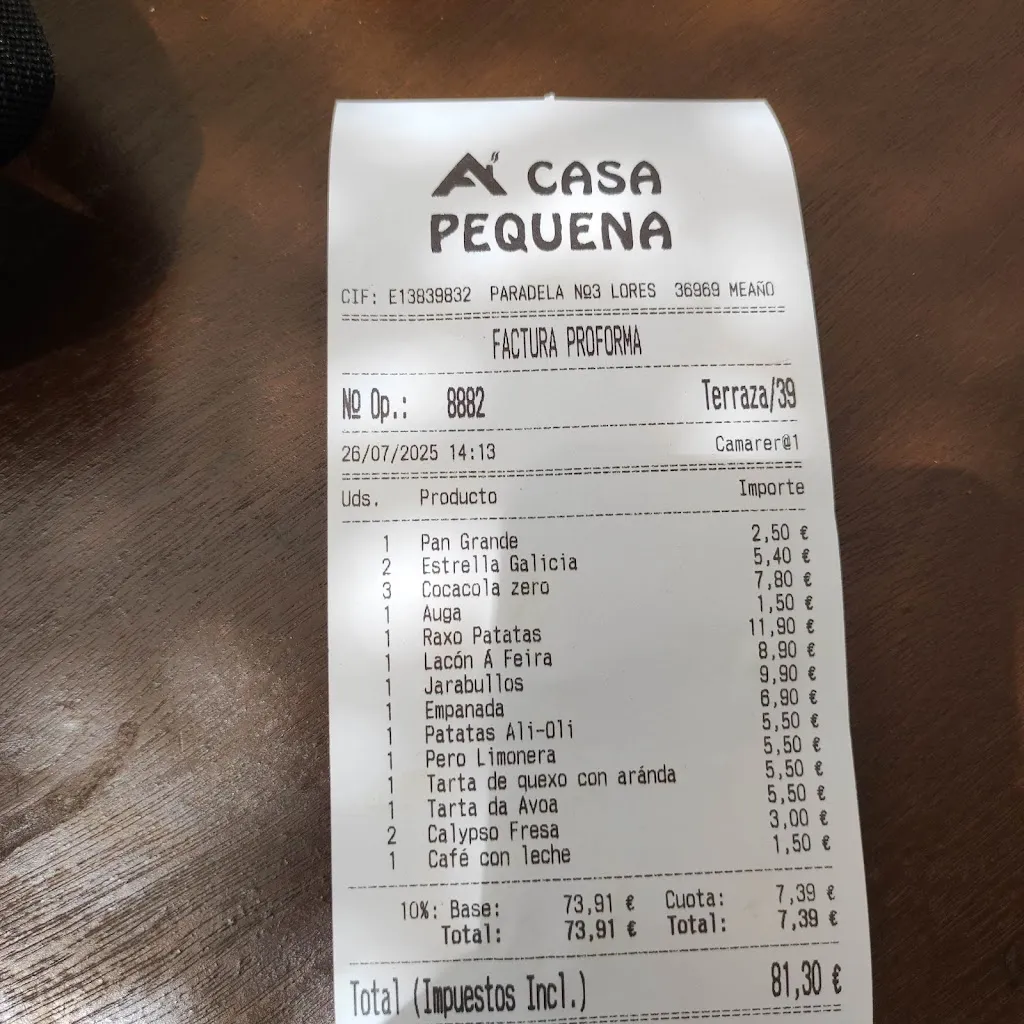 A CASA
PEQUENA
CIF: E13839832 PARADELA Nº3 LORES 36969 MEAÑO
FACTURA PROFORMA
Nº Op.: 8882 Terraza/39
26/07/2025 14:13 Camarer@1
Uds. Producto Importe
1 Pan Grande 2,50 €
2 Estrella Galicia 5,40 €
3 Cocacola zero 7,80 €
1 Auga 1,50 €
1 Raxo Patatas 11,90 €
1 Lacón Á Feira 8,90 €
1 Jarabullos 9,90 €
1 Empanada 6,90 €
1 Patatas Ali-Oli 5,50 €
1 Pero Limonera 5,50 €
1 Tarta de quexo con aránda 5,50 €
1 Tarta da Avoa 5,50 €
2 Calypso Fresa 3,00 €
1 Café con leche 1,50 €
10%: Base: 73,91 € Cuota: 7,39 €
Total: 73,91 € Total: 7,39 €
Total (Impuestos Incl.) 81,30 €